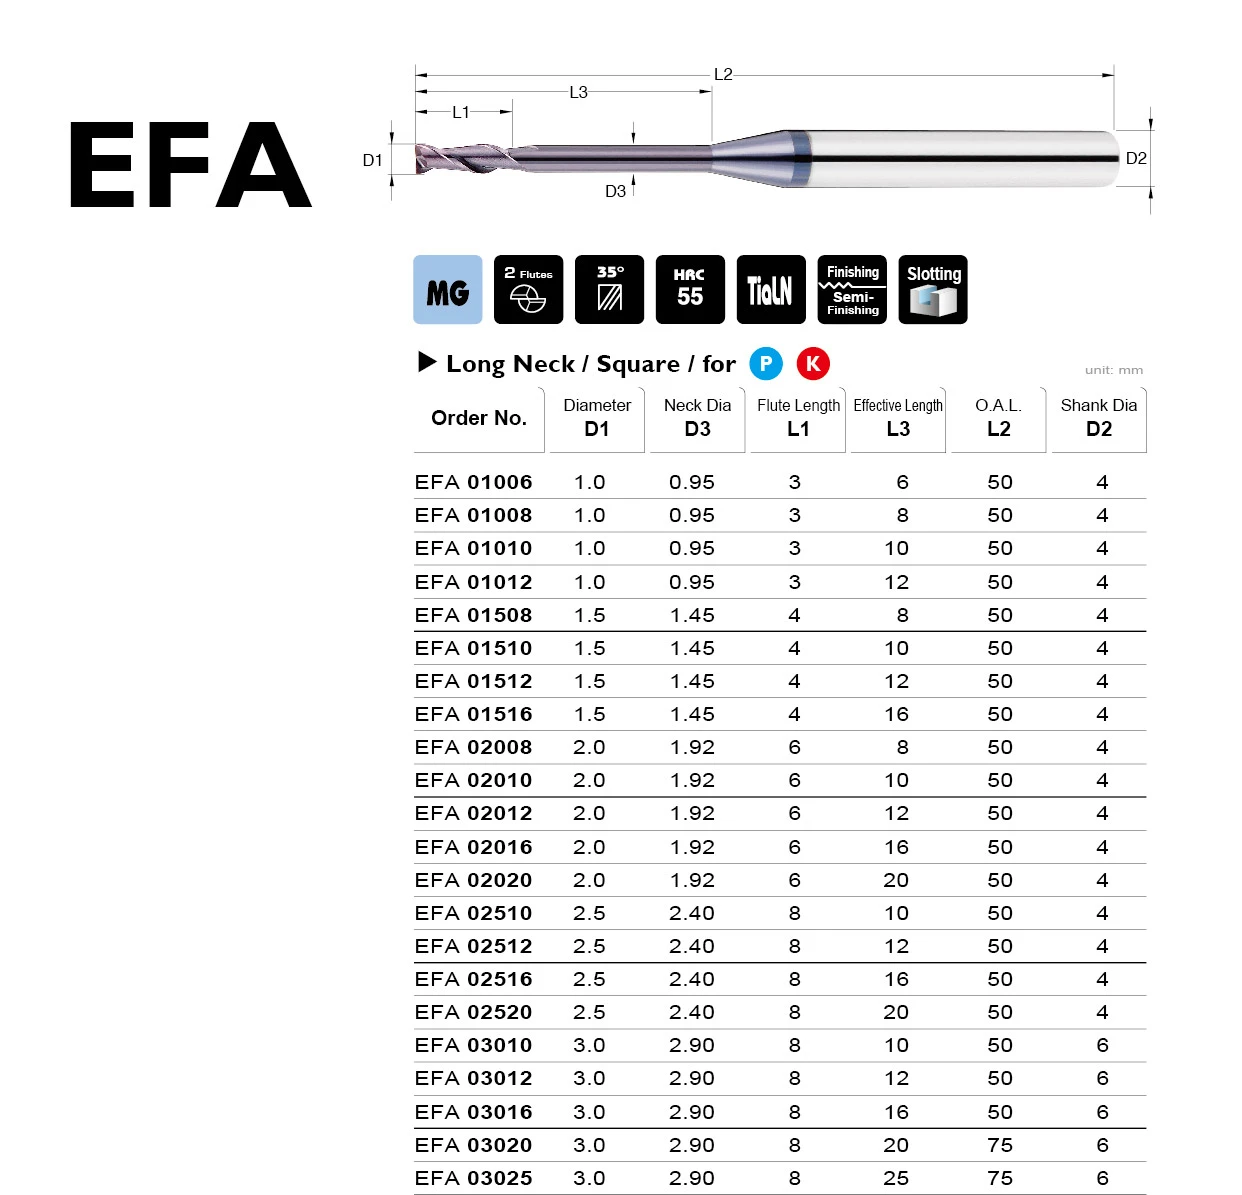 EFA
L2
L3
L1
D1
D2
D3
MG
2 Flutes
35°
HRC
55
TiaLN
Finishing
Semi-
Finishing
Slotting
Long Neck / Square / for P K
unit: mm
Order No. Diameter D1 Neck Dia D3 Flute Length L1 Effective Length L3 O.A.L. L2 Shank Dia D2
EFA 01006 1.0 0.95 3 6 50 4
EFA 01008 1.0 0.95 3 8 50 4
EFA 01010 1.0 0.95 3 10 50 4
EFA 01012 1.0 0.95 3 12 50 4
EFA 01508 1.5 1.45 4 8 50 4
EFA 01510 1.5 1.45 4 10 50 4
EFA 01512 1.5 1.45 4 12 50 4
EFA 01516 1.5 1.45 4 16 50 4
EFA 02008 2.0 1.92 6 8 50 4
EFA 02010 2.0 1.92 6 10 50 4
EFA 02012 2.0 1.92 6 12 50 4
EFA 02016 2.0 1.92 6 16 50 4
EFA 02020 2.0 1.92 6 20 50 4
EFA 02510 2.5 2.40 8 10 50 4
EFA 02512 2.5 2.40 8 12 50 4
EFA 02516 2.5 2.40 8 16 50 4
EFA 02520 2.5 2.40 8 20 50 4
EFA 03010 3.0 2.90 8 10 50 6
EFA 03012 3.0 2.90 8 12 50 6
EFA 03016 3.0 2.90 8 16 50 6
EFA 03020 3.0 2.90 8 20 75 6
EFA 03025 3.0 2.90 8 25 75 6